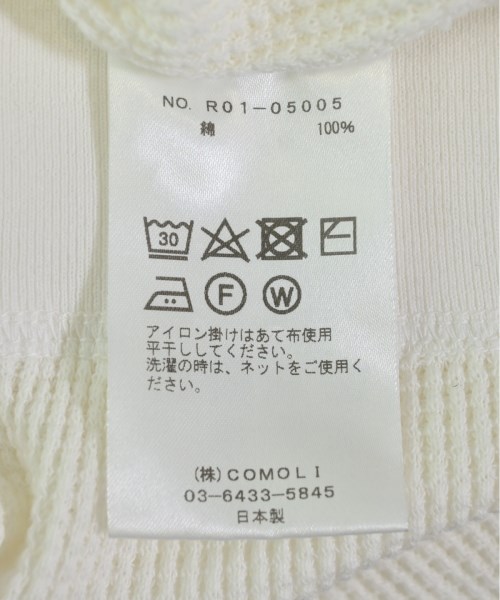 NO. R01-05005
綿 100%
30
F W
アイロン掛けはあて布使用
平干ししてください。
洗濯の時は、ネットをご使用く
ださい。
(株)COMOLI
03-6433-5845
日本製